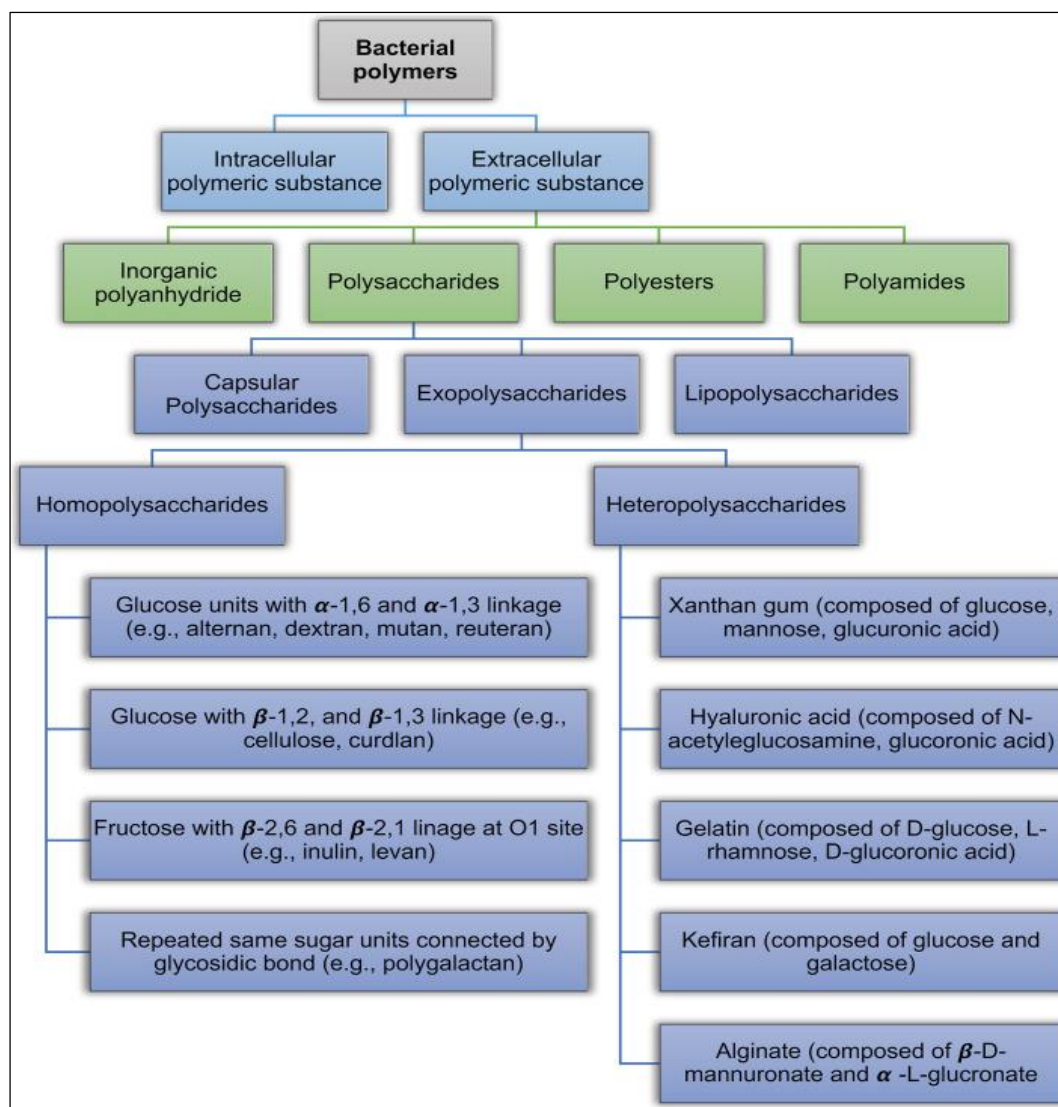 Bacterial
polymers
Intracellular
polymeric substance
Extracellular
polymeric substance
Inorganic
polyanhydride
Polysaccharides
Polyesters
Polyamides
Capsular
Polysaccharides
Exopolysaccharides
Lipopolysaccharides
Homopolysaccharides
Heteropolysaccharides
Glucose units with α-1,6 and α-1,3 linkage
(e.g., alternan, dextran, mutan, reuteran)
Glucose with β-1,2, and β-1,3 linkage (e.g.,
cellulose, curdlan)
Fructose with β-2,6 and β-2,1 linage at O1 site
(e.g., inulin, levan)
Repeated same sugar units connected by
glycosidic bond (e.g., polygalactan)
Xanthan gum (composed of glucose,
mannose, glucuronic acid)
Hyaluronic acid (composed of N-
acetyleglucosamine, glucoronic acid)
Gelatin (composed of D-glucose, L-
rhamnose, D-glucoronic acid)
Kefiran (composed of glucose and
galactose)
Alginate (composed of β-D-
mannuronate and α -L-glucronate